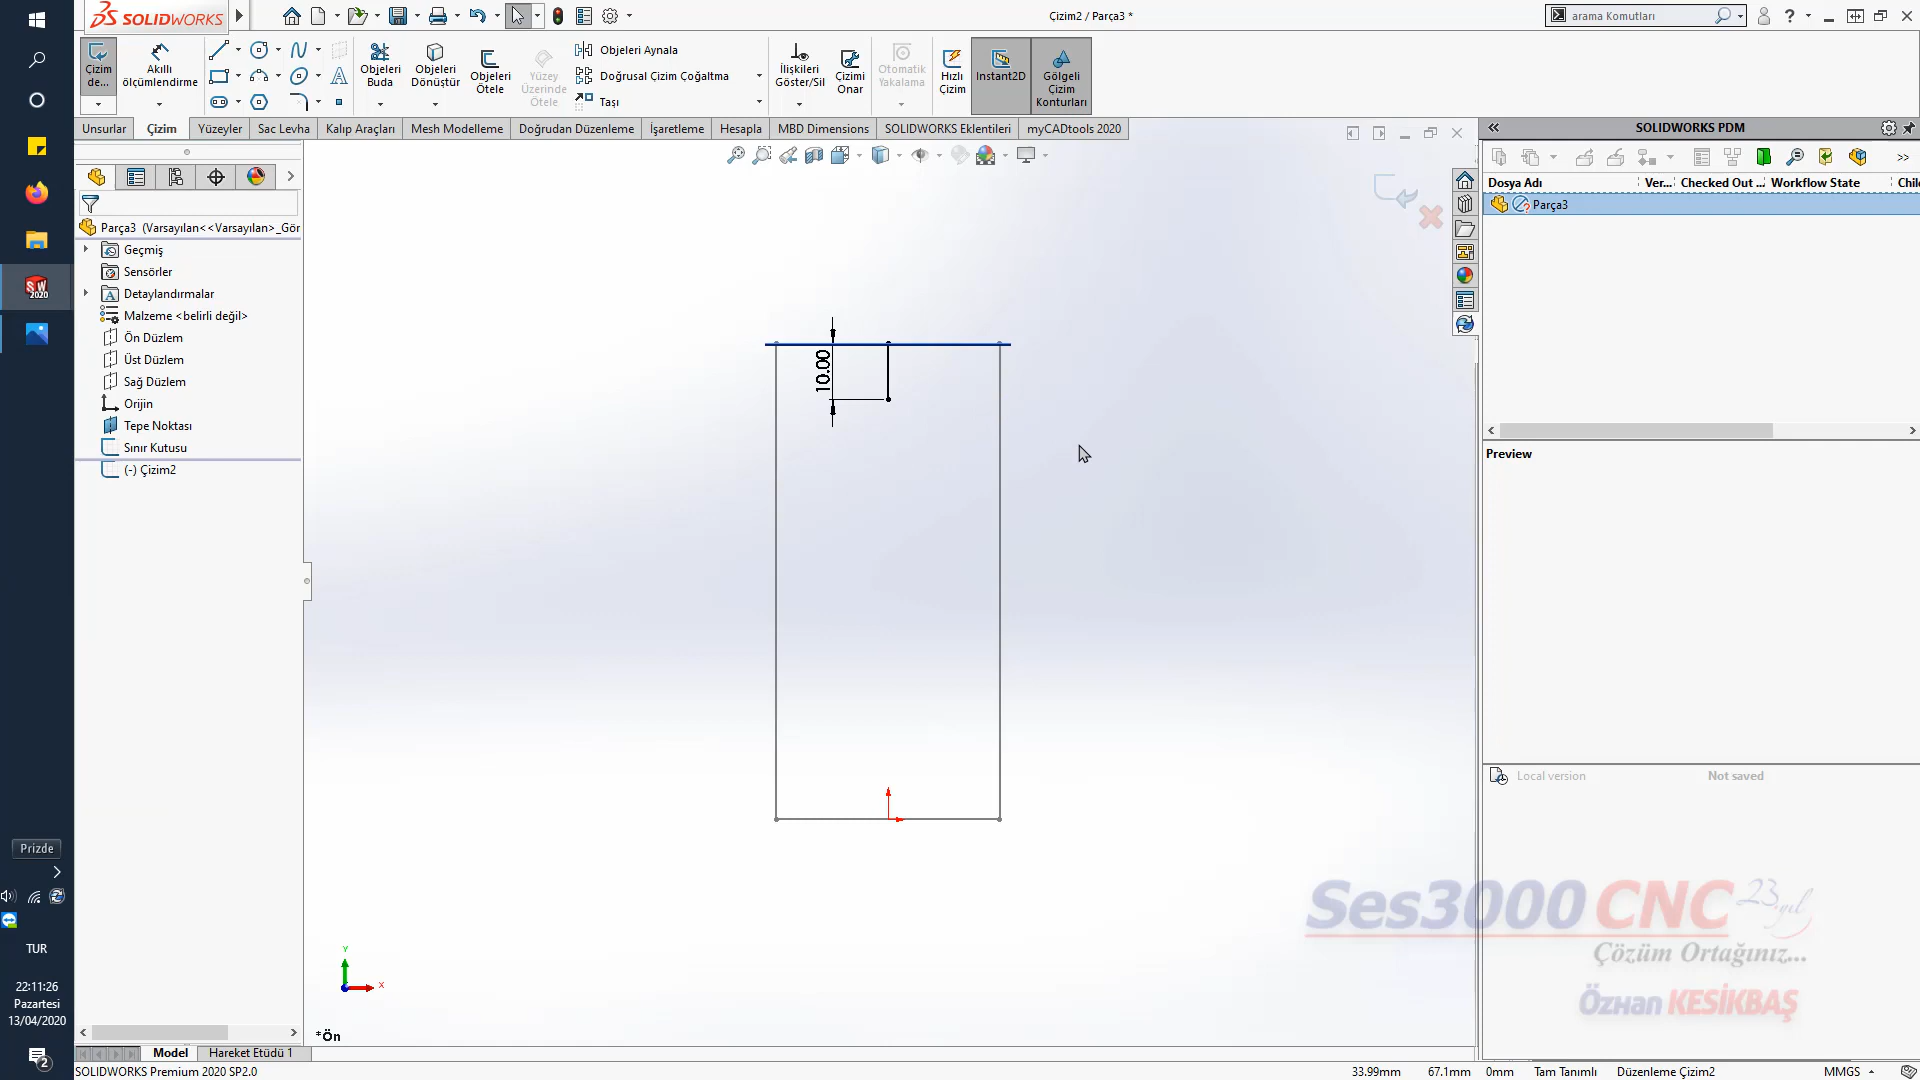 SOLIDWORKS
Çizim2 / Parça3 *
arama Komutları
Çizim de...
Akıllı ölçümlendirme
Objeleri Buda
Objeleri Dönüştür
Objeleri Ötele
Yüzey Üzerinde Ötele
Objeleri Aynala
Doğrusal Çizim Çoğaltma
Taşı
İlişkileri Göster/Sil
Çizimi Onar
Otomatik Yakalama
Hızlı Çizim
Instant2D
Gölgeli Çizim Konturları
Unsurlar
Çizim
Yüzeyler
Sac Levha
Kalıp Araçları
Mesh Modelleme
Doğrudan Düzenleme
İşaretleme
Hesapla
MBD Dimensions
SOLIDWORKS Eklentileri
myCADtools 2020
SOLIDWORKS PDM
Dosya Adı
Ver...
Checked Out ...
Workflow State
Chil
Parça3
Parça3 (Varsayılan<<Varsayılan>_Gör
Geçmiş
Sensörler
Detaylandırmalar
Malzeme <belirli değil>
Ön Düzlem
Üst Düzlem
Sağ Düzlem
Orijin
Tepe Noktası
Sınır Kutusu
(-) Çizim2
10.00
Preview
Local version
Not saved
Ses3000 CNC 23.yıl
Çözüm Ortağınız...
Özhan KESİKBAŞ
SW
2020
Prizde
TUR
22:11:26
Pazartesi
13/04/2020
2
Y
X
*Ön
Model
Hareket Etüdü 1
SOLIDWORKS Premium 2020 SP2.0
33.99mm
67.1mm
0mm
Tam Tanımlı
Düzenleme Çizim2
MMGS